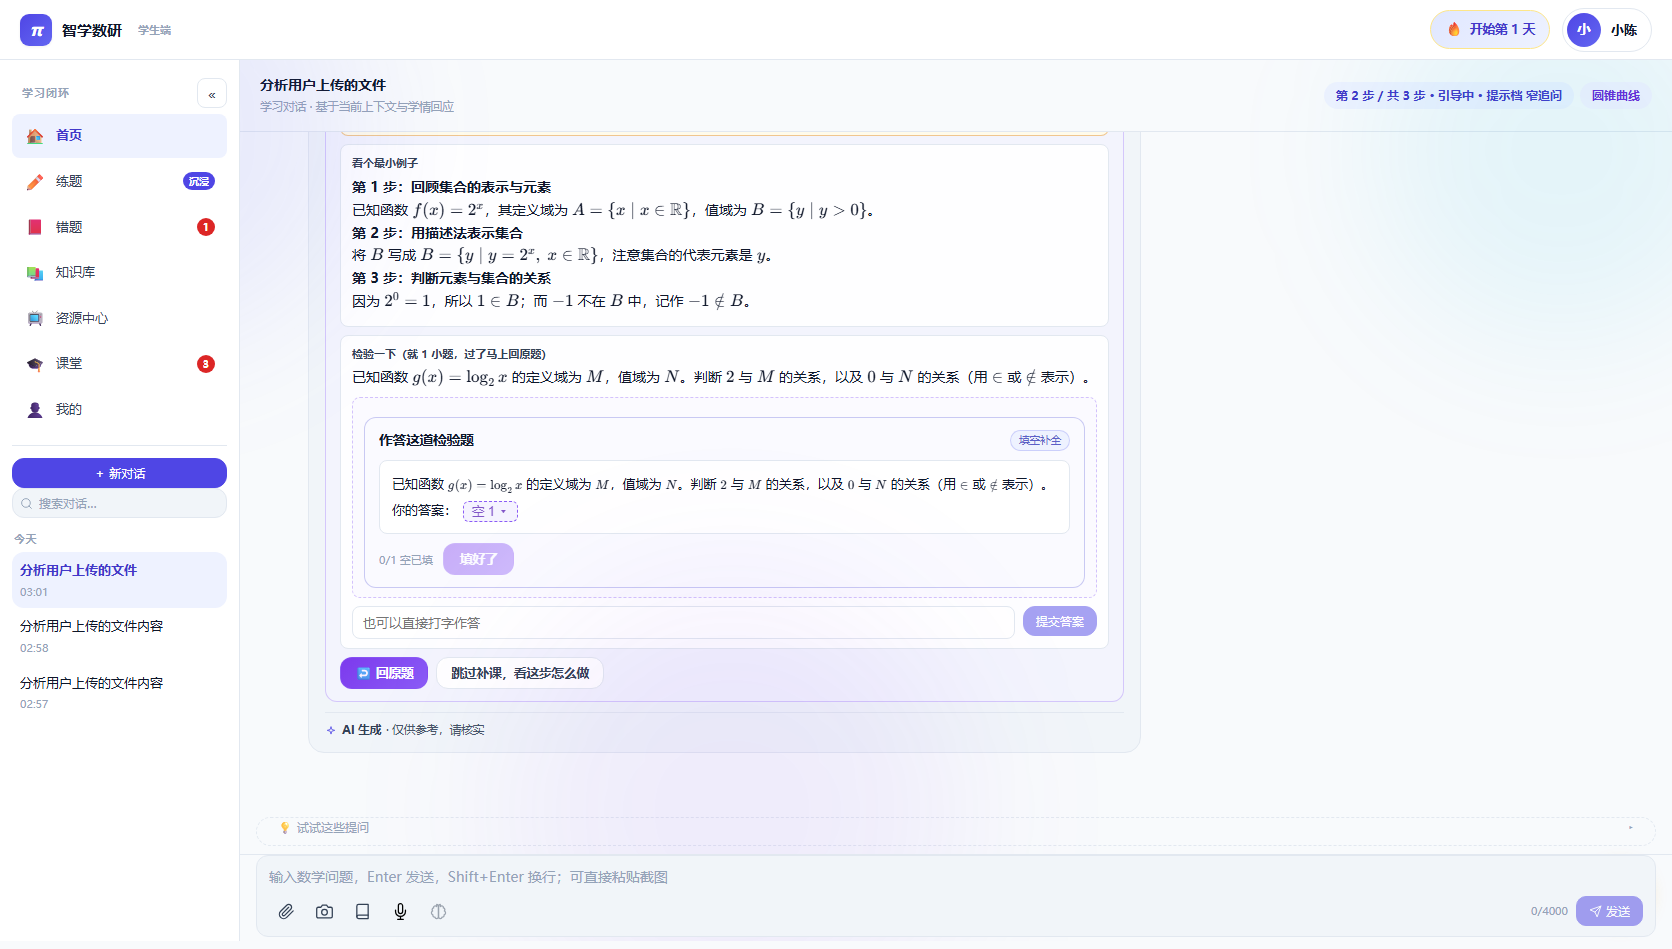 π 智学数研 学生端
🔥 开始第 1 天
小 小陈
学习闭环 «
首页
练题 沉浸
错题 1
知识库
资源中心
课堂 3
我的
+ 新对话
搜索对话...
今天
分析用户上传的文件
03:01
分析用户上传的文件内容
02:58
分析用户上传的文件内容
02:57
分析用户上传的文件
学习对话 · 基于当前上下文与学情回应
第 2 步 / 共 3 步 • 引导中 • 提示档 窄追问
圆锥曲线
看个最小例子
第 1 步：回顾集合的表示与元素
已知函数 f(x) = 2^x，其定义域为 A = {x | x ∈ ℝ}，值域为 B = {y | y > 0}。
第 2 步：用描述法表示集合
将 B 写成 B = {y | y = 2^x, x ∈ ℝ}，注意集合的代表元素是 y。
第 3 步：判断元素与集合的关系
因为 2^0 = 1，所以 1 ∈ B；而 −1 不在 B 中，记作 −1 ∉ B。
检验一下（就 1 小题，过了马上回原题）
已知函数 g(x) = log₂ x 的定义域为 M，值域为 N。判断 2 与 M 的关系，以及 0 与 N 的关系（用 ∈ 或 ∉ 表示）。
作答这道检验题 填空补全
已知函数 g(x) = log₂ x 的定义域为 M，值域为 N。判断 2 与 M 的关系，以及 0 与 N 的关系（用 ∈ 或 ∉ 表示）。
你的答案： 空 1
0/1 空已填 填好了
也可以直接打字作答 提交答案
回原题 跳过补课，看这步怎么做
AI 生成 · 仅供参考，请核实
试试这些提问
输入数学问题，Enter 发送，Shift+Enter 换行；可直接粘贴截图
0/4000 发送